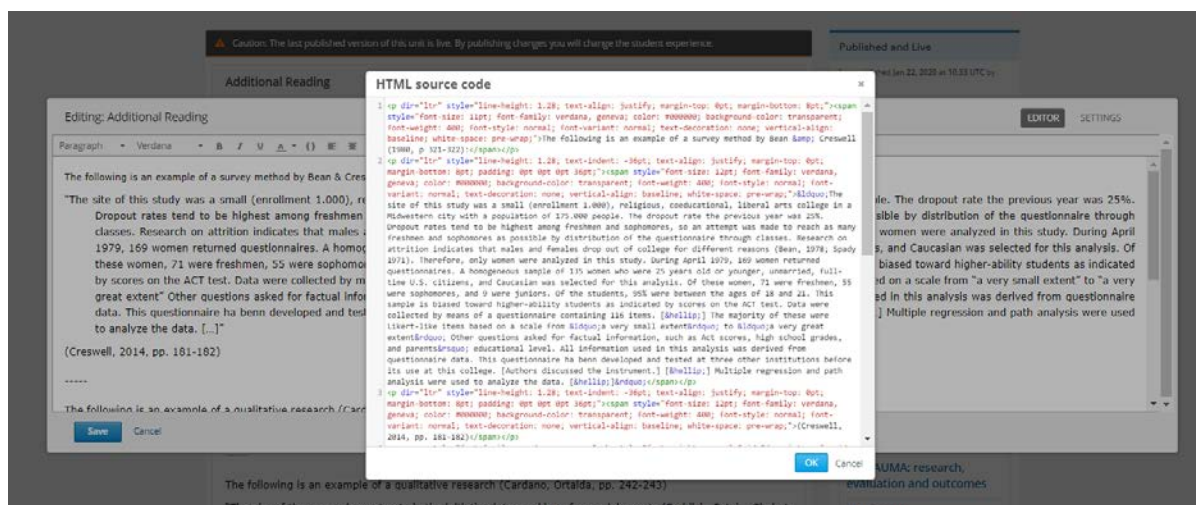 Caution: The last published version of this unit is live. By publishing changes you will change the student experience.
Published and Live
Additional Reading
Jan 22, 2020 at 10:33 UTC by
Editing: Additional Reading
EDITOR
SETTINGS
Paragraph
Verdana
B I U A
The following is an example of a survey method by Bean & Cres
"The site of this study was a small (enrollment 1.000), r
Dropout rates tend to be highest among freshmen
classes. Research on attrition indicates that males
1979, 169 women returned questionnaires. A homog
these women, 71 were freshmen, 55 were sophomo
by scores on the ACT test. Data were collected by m
great extent" Other questions asked for factual infor
data. This questionnaire ha benn developed and tes
to analyze the data. [...]"
(Creswell, 2014, pp. 181-182)
-----
The following is an example of a qualitative research (Card
Save
Cancel
le. The dropout rate the previous year was 25%.
sible by distribution of the questionnaire through
women were analyzed in this study. During April
s, and Caucasian was selected for this analysis. Of
biased toward higher-ability students as indicated
ed on a scale from "a very small extent" to "a very
ed in this analysis was derived from questionnaire
.] Multiple regression and path analysis were used
HTML source code
×
1 <p dir="ltr" style="line-height: 1.28; text-align: justify; margin-top: 0pt; margin-bottom: 8pt;"><span
style="font-size: 11pt; font-family: verdana, geneva; color: #000000; background-color: transparent;
font-weight: 400; font-style: normal; font-variant: normal; text-decoration: none; vertical-align:
baseline; white-space: pre-wrap;">The following is an example of a survey method by Bean &amp; Creswell
(1980, p 321-322):</span></p>
2 <p dir="ltr" style="line-height: 1.28; text-indent: -36pt; text-align: justify; margin-top: 0pt;
margin-bottom: 8pt; padding: 0pt 0pt 0pt 36pt;"><span style="font-size: 12pt; font-family: verdana,
geneva; color: #000000; background-color: transparent; font-weight: 400; font-style: normal; font-
variant: normal; text-decoration: none; vertical-align: baseline; white-space: pre-wrap;">&ldquo;The
site of this study was a small (enrollment 1.000), religious, coeducational, liberal arts college in a
Midwestern city with a population of 175.000 people. The dropout rate the previous year was 25%.
Dropout rates tend to be highest among freshmen and sophomores, so an attempt was made to reach as many
freshmen and sophomores as possible by distribution of the questionnaire through classes. Research on
attrition indicates that males and females drop out of college for different reasons (Bean, 1978; Spady
1971). Therefore, only women were analyzed in this study. During April 1979, 169 women returned
questionnaires. A homogeneous sample of 135 women who were 25 years old or younger, unmarried, full-
time U.S. citizens, and Caucasian was selected for this analysis. Of these women, 71 were freshmen, 55
were sophomores, and 9 were juniors. Of the students, 95% were between the ages of 18 and 21. This
sample is biased toward higher-ability students as indicated by scores on the ACT test. Data were
collected by means of a questionnaire containing 116 items. [&hellip;] The majority of these were
Likert-like items based on a scale from &ldquo;a very small extent&rdquo; to &ldquo;a very great
extent&rdquo; Other questions asked for factual information, such as Act scores, high school grades,
and parents&rsquo; educational level. All information used in this analysis was derived from
questionnaire data. This questionnaire ha benn developed and tested at three other institutions before
its use at this college. [Authors discussed the instrument.] [&hellip;] Multiple regression and path
analysis were used to analyze the data. [&hellip;]&rdquo;</span></p>
3 <p dir="ltr" style="line-height: 1.28; text-indent: -36pt; text-align: justify; margin-top: 0pt;
margin-bottom: 8pt; padding: 0pt 0pt 0pt 36pt;"><span style="font-size: 12pt; font-family: verdana,
geneva; color: #000000; background-color: transparent; font-weight: 400; font-style: normal; font-
variant: normal; text-decoration: none; vertical-align: baseline; white-space: pre-wrap;">(Creswell,
2014, pp. 181-182)</span></p>
OK
Cancel
AUMA: research,
evaluation and outcomes
The following is an example of a qualitative research (Cardano, Ortalda, pp. 242-243)